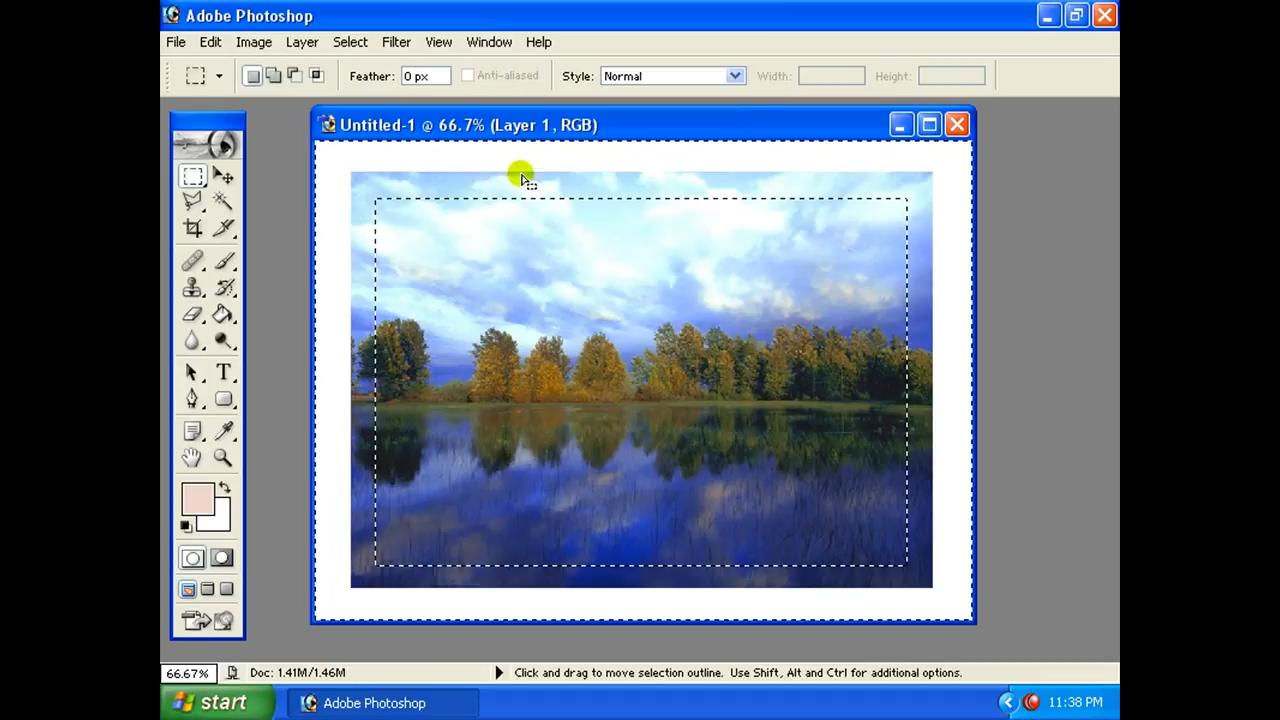 Adobe Photoshop
File Edit Image Layer Select Filter View Window Help
Feather: 0 px Anti-aliased Style: Normal Width: Height:
Untitled-1 @ 66.7% (Layer 1, RGB)
T
66.67% Doc: 1.41M/1.46M Click and drag to move selection outline. Use Shift, Alt and Ctrl for additional options.
start Adobe Photoshop 11:38 PM